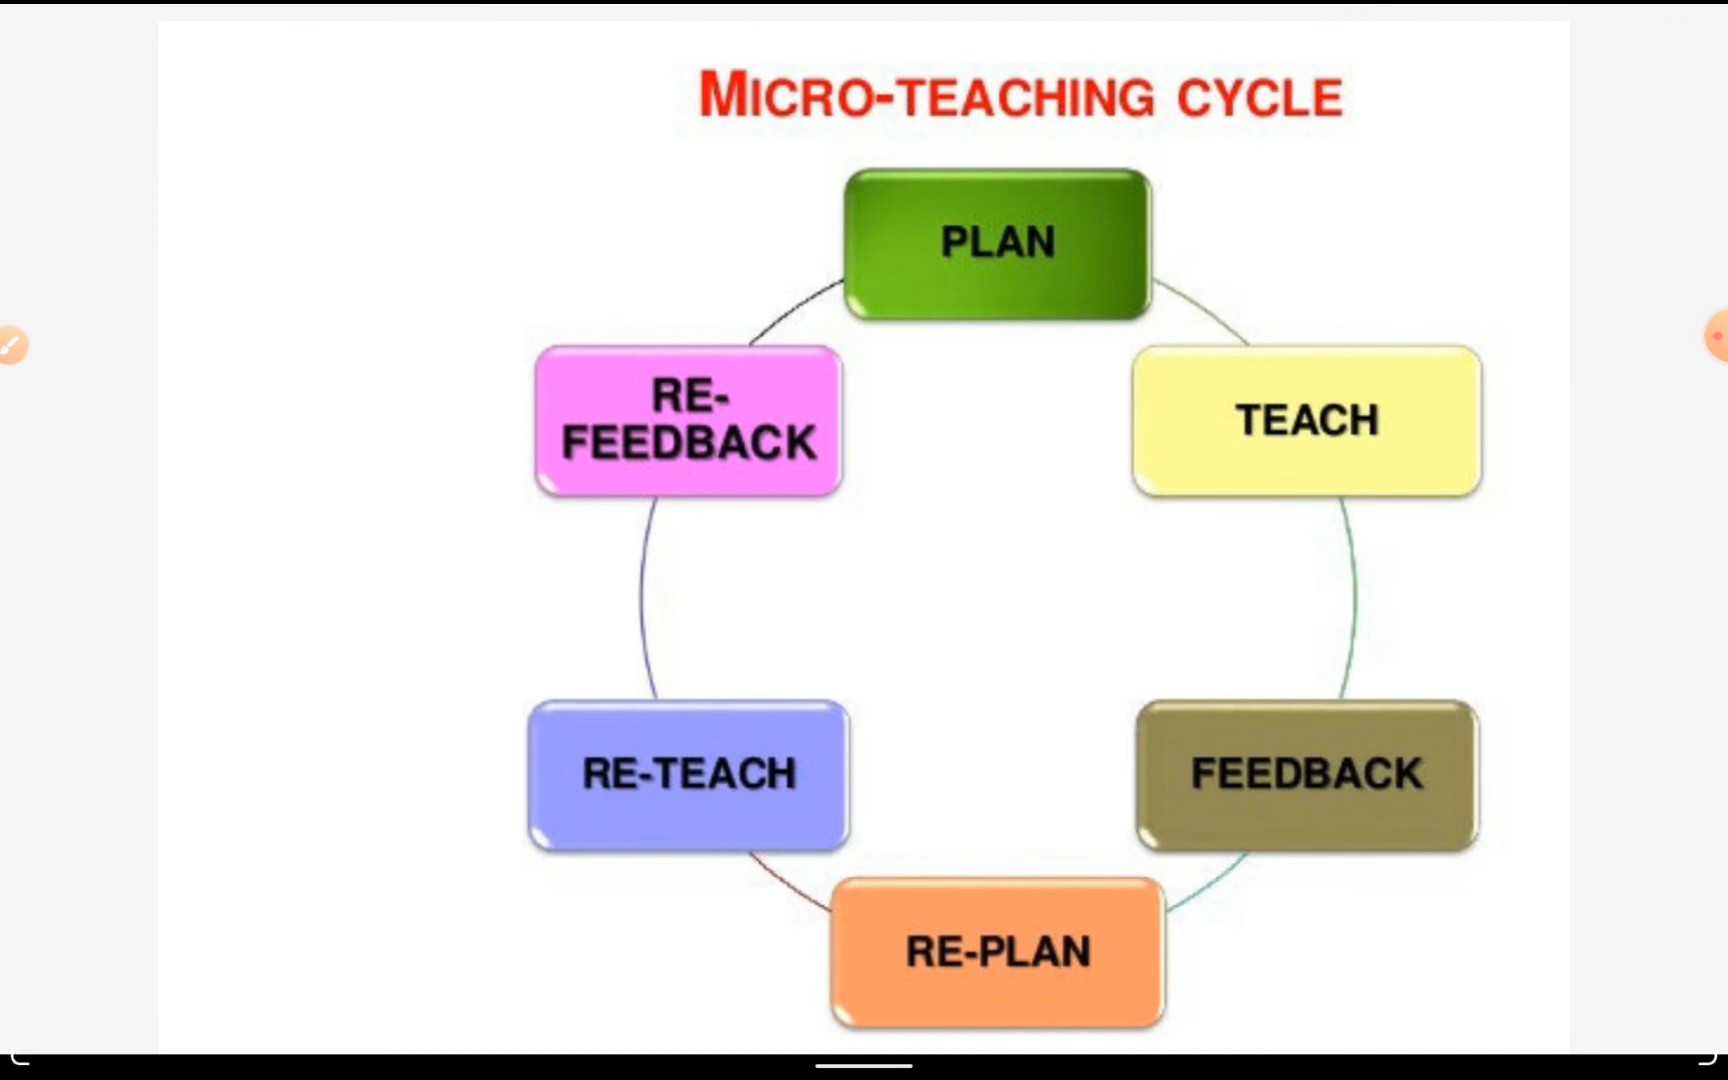 MICRO-TEACHING CYCLE
PLAN
TEACH
FEEDBACK
RE-PLAN
RE-TEACH
RE-
FEEDBACK